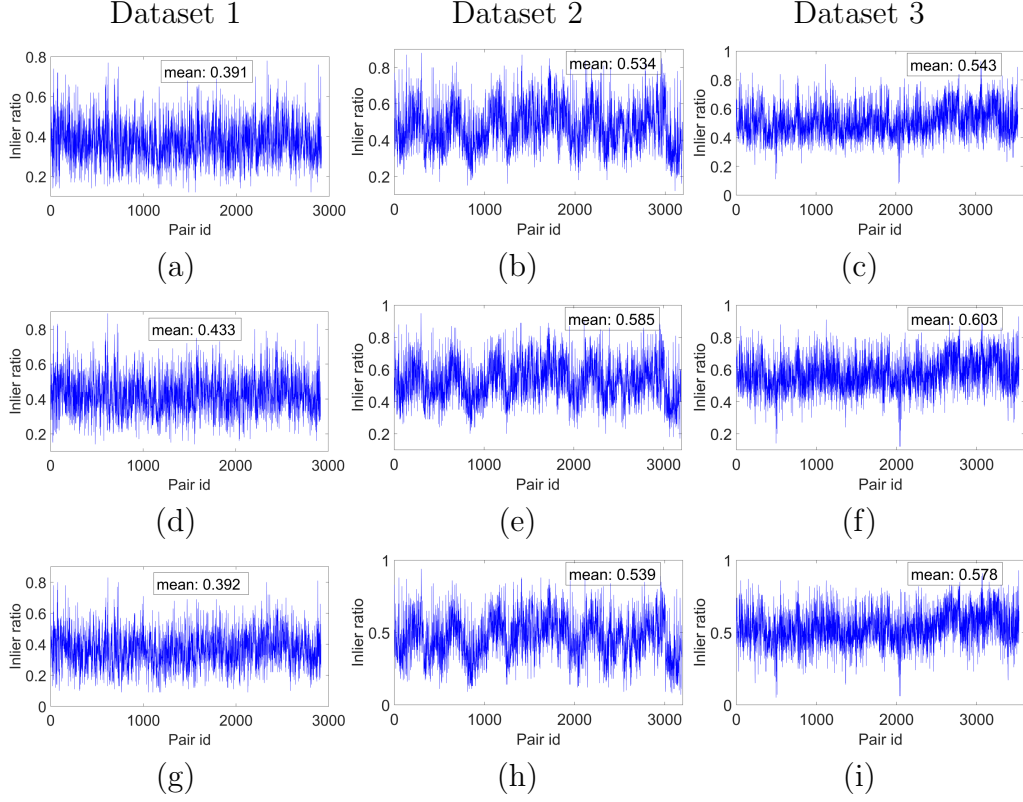 Dataset 1 Dataset 2 Dataset 3
0.8
0.6
0.4
0.2
Inlier ratio
mean: 0.391
0 1000 2000 3000
Pair id
(a)
0.8
0.6
0.4
0.2
Inlier ratio
mean: 0.534
0 1000 2000 3000
Pair id
(b)
1
0.8
0.6
0.4
0.2
0
Inlier ratio
mean: 0.543
0 1000 2000 3000
Pair id
(c)
0.8
0.6
0.4
0.2
Inlier ratio
mean: 0.433
0 1000 2000 3000
Pair id
(d)
1
0.8
0.6
0.4
0.2
Inlier ratio
mean: 0.585
0 1000 2000 3000
Pair id
(e)
1
0.8
0.6
0.4
0.2
Inlier ratio
mean: 0.603
0 1000 2000 3000
Pair id
(f)
0.8
0.6
0.4
0.2
0
Inlier ratio
mean: 0.392
0 1000 2000 3000
Pair id
(g)
1
0.5
0
Inlier ratio
mean: 0.539
0 1000 2000 3000
Pair id
(h)
1
0.5
0
Inlier ratio
mean: 0.578
0 1000 2000 3000
Pair id
(i)